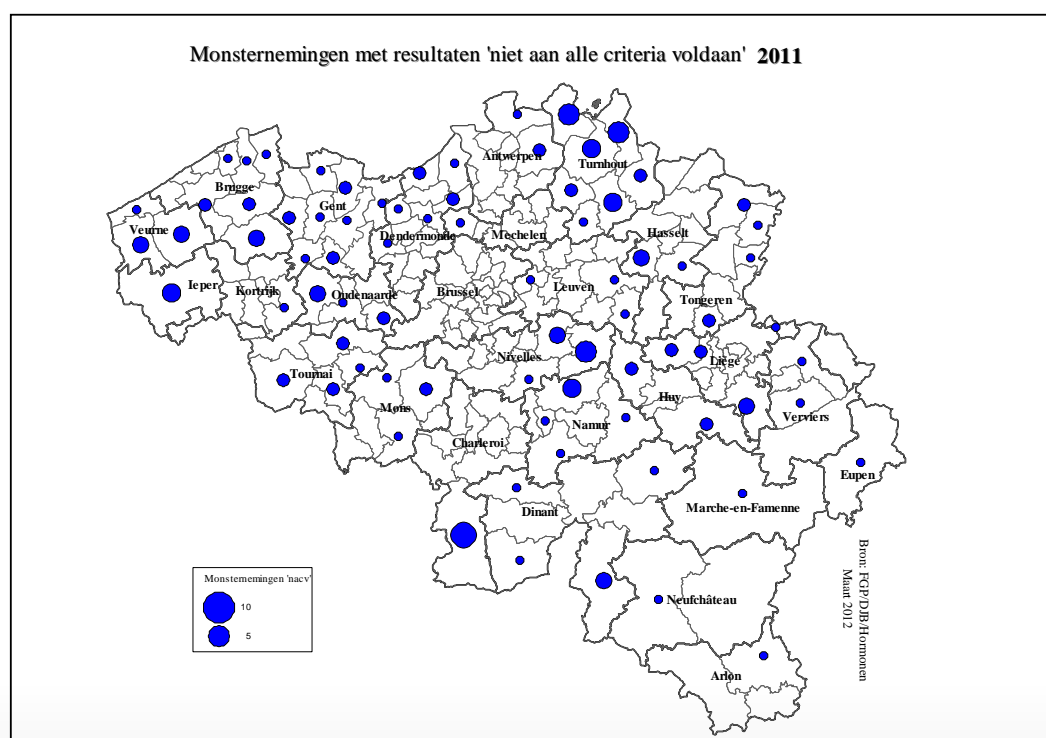 Monsternemingen met resultaten 'niet aan alle criteria voldaan' 2011
Antwerpen
Turnhout
Brugge
Gent
Veurne
Dendermonde
Mechelen
Hasselt
Ieper
Kortrijk
Oudenaarde
Brussel
Leuven
Tongeren
Nivelles
Liège
Tournai
Mons
Huy
Verviers
Namur
Charleroi
Eupen
Marche-en-Famenne
Dinant
Neufchâteau
Arlon
Bron: FGP/DJB/Hormonen
Maart 2012
Monsternemingen 'nacv'
10
5